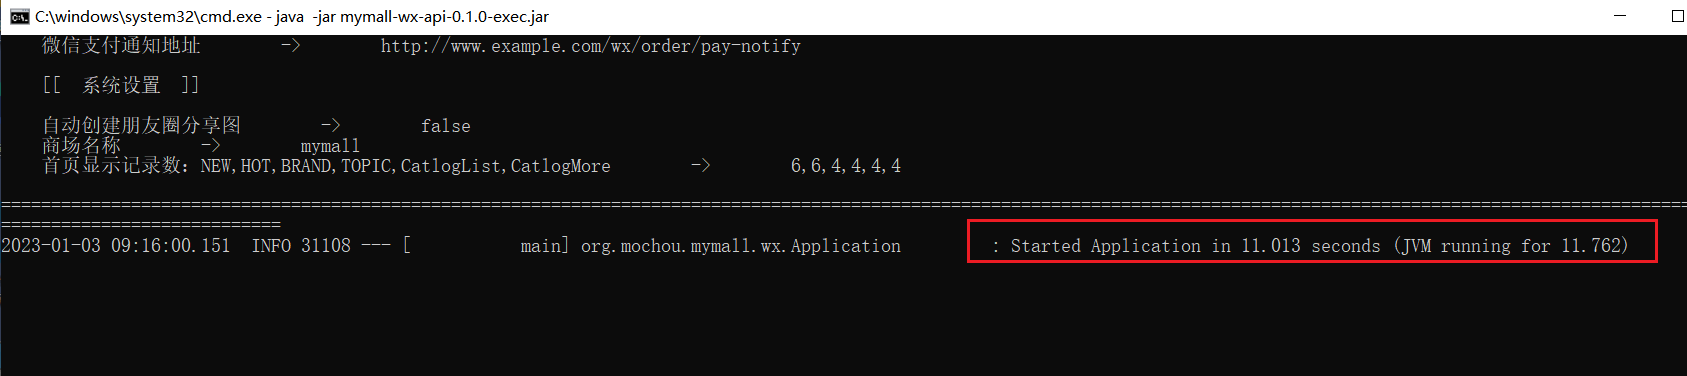 C:\windows\system32\cmd.exe - java  -jar mymall-wx-api-0.1.0-exec.jar
微信支付通知地址        ->        http://www.example.com/wx/order/pay-notify
[[  系统设置  ]]
自动创建朋友圈分享图        ->        false
商场名称        ->        mymall
首页显示记录数：NEW,HOT,BRAND,TOPIC,CatlogList,CatlogMore        ->        6,6,4,4,4,4
=========================================================================================================================================================================
============================
2023-01-03 09:16:00.151  INFO 31108 --- [           main] org.mochou.mymall.wx.Application         : Started Application in 11.013 seconds (JVM running for 11.762)